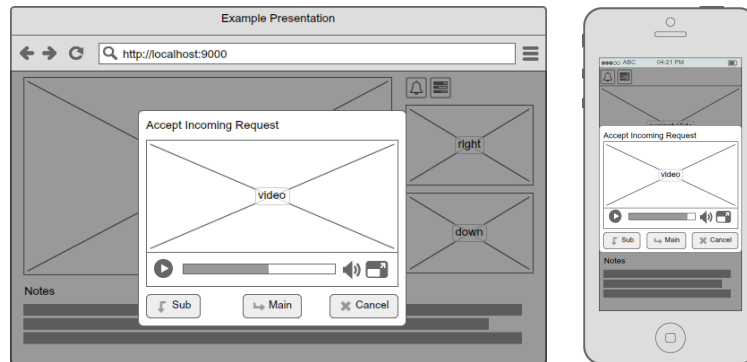 Example Presentation
http://localhost:9000
Accept Incoming Request
video
right
down
Sub
Main
Cancel
Notes
ABC 04:21 PM
Accept Incoming Request
video
Sub
Main
Cancel
Notes